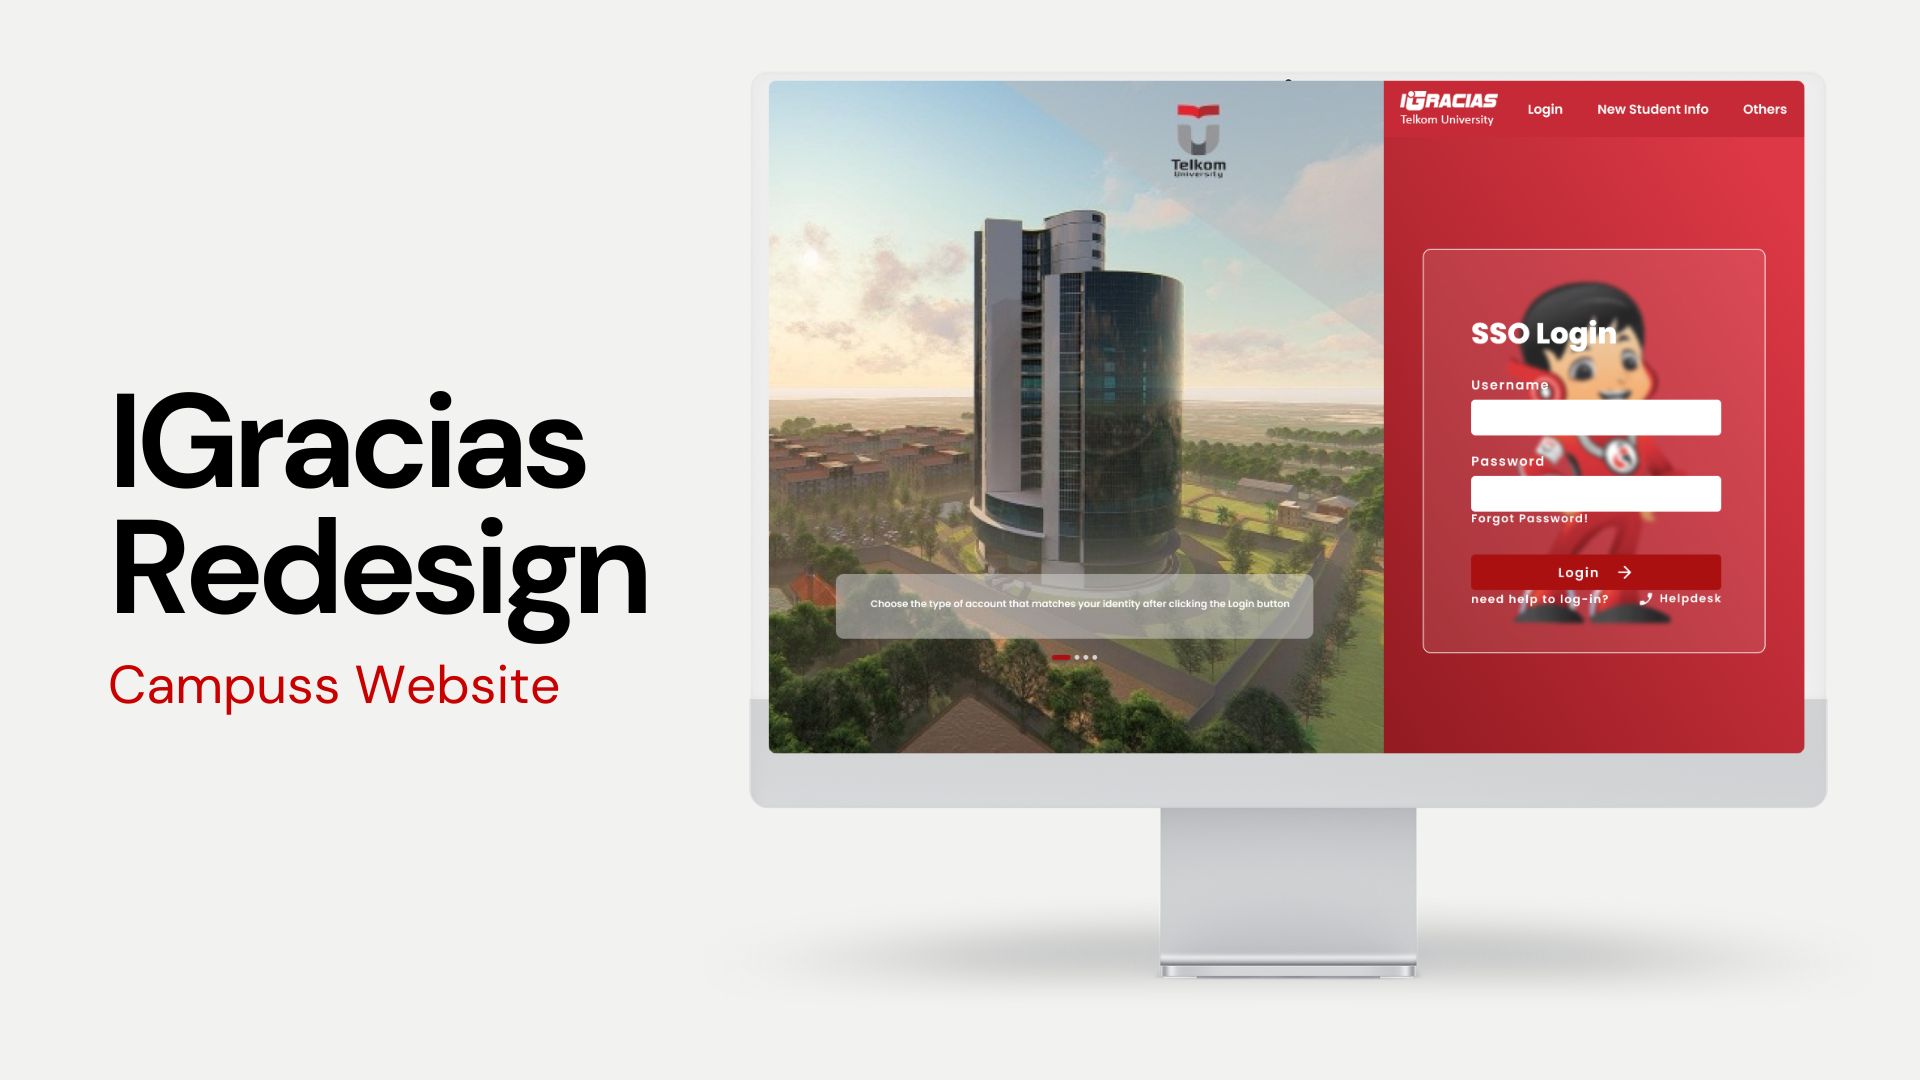 IGracias
Redesign
Campuss Website
Telkom
University
Choose the type of account that matches your identity after clicking the Login button
iGRACIAS
Telkom University
Login
New Student Info
Others
SSO Login
Username
Password
Forgot Password!
Login
need help to log-in?
Helpdesk